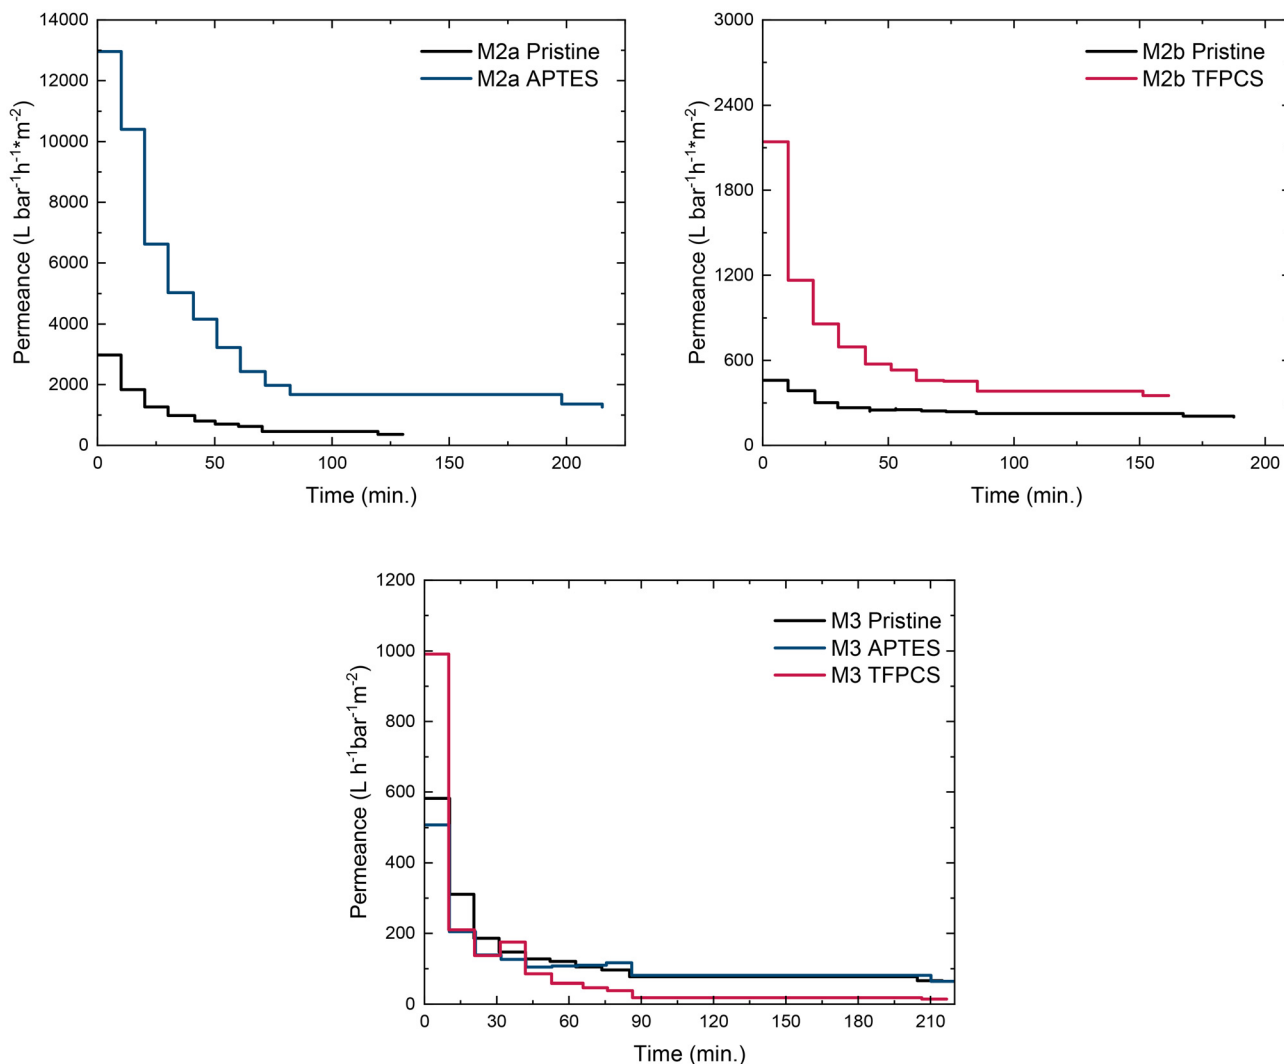 14000
12000
10000
8000
6000
4000
2000
0
Permeance (L bar⁻¹h⁻¹*m⁻²)
M2a Pristine
M2a APTES
0 50 100 150 200
Time (min.)
3000
2400
1800
1200
600
0
Permeance (L bar⁻¹h⁻¹*m⁻²)
M2b Pristine
M2b TFPCS
0 50 100 150 200
Time (min.)
1200
1000
800
600
400
200
0
Permeance (L h⁻¹bar⁻¹m⁻²)
M3 Pristine
M3 APTES
M3 TFPCS
0 30 60 90 120 150 180 210
Time (min.)